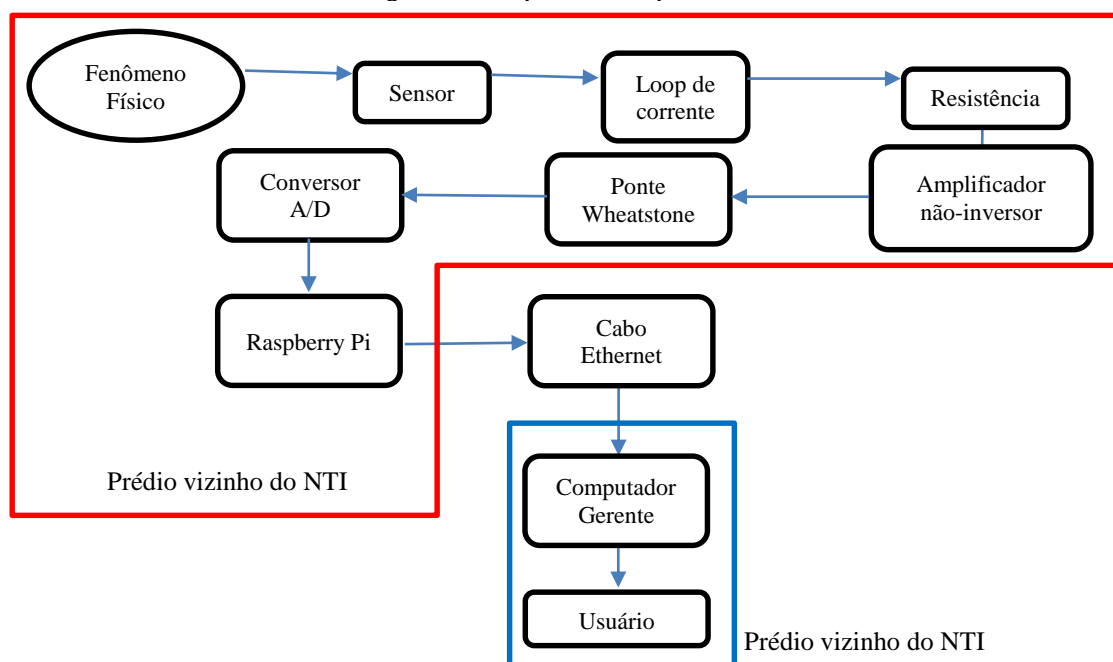 Fenômeno
Físico
Sensor
Loop de
corrente
Resistência
Conversor
A/D
Ponte
Wheatstone
Amplificador
não-inversor
Raspberry Pi
Cabo
Ethernet
Prédio vizinho do NTI
Computador
Gerente
Usuário
Prédio vizinho do NTI